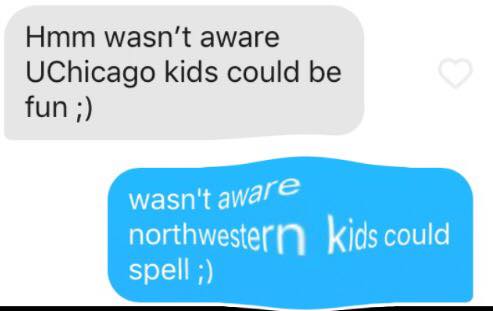 Hmm wasn't aware
UChicago kids could be
fun ;)
wasn't aware
northwestern kids could
spell ;)